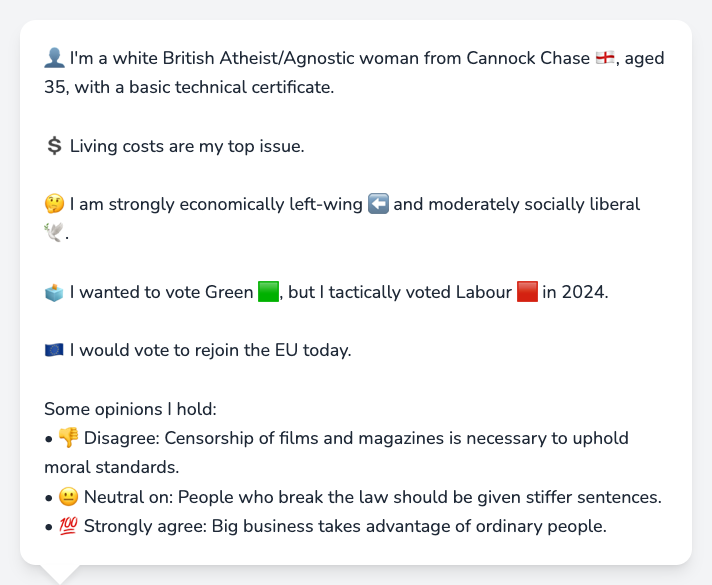 👤 I'm a white British Atheist/Agnostic woman from Cannock Chase 🏴󠁧󠁢󠁥󠁮󠁧󠁿, aged
35, with a basic technical certificate.
💲 Living costs are my top issue.
🤔 I am strongly economically left-wing ⬅️ and moderately socially liberal
🕊️.
🗳️ I wanted to vote Green 🟩, but I tactically voted Labour 🟥 in 2024.
🇪🇺 I would vote to rejoin the EU today.
Some opinions I hold:
• 👎 Disagree: Censorship of films and magazines is necessary to uphold
moral standards.
• 😐 Neutral on: People who break the law should be given stiffer sentences.
• 💯 Strongly agree: Big business takes advantage of ordinary people.